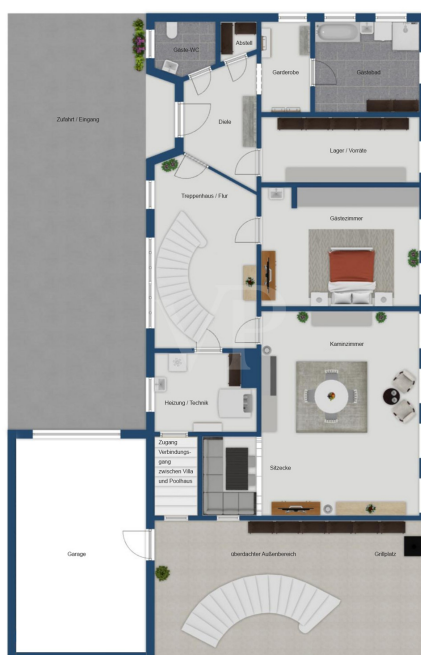 Gäste-WC
Abstell
Garderobe
Gästebad
Zufahrt / Eingang
Diele
Lager / Vorräte
Treppenhaus / Flur
Gästezimmer
VP
Kaminzimmer
Heizung / Technik
Zugang
Verbindungs-
gang
zwischen Villa
und Poolhaus
Sitzecke
Garage
überdachter Außenbereich
Grillplatz